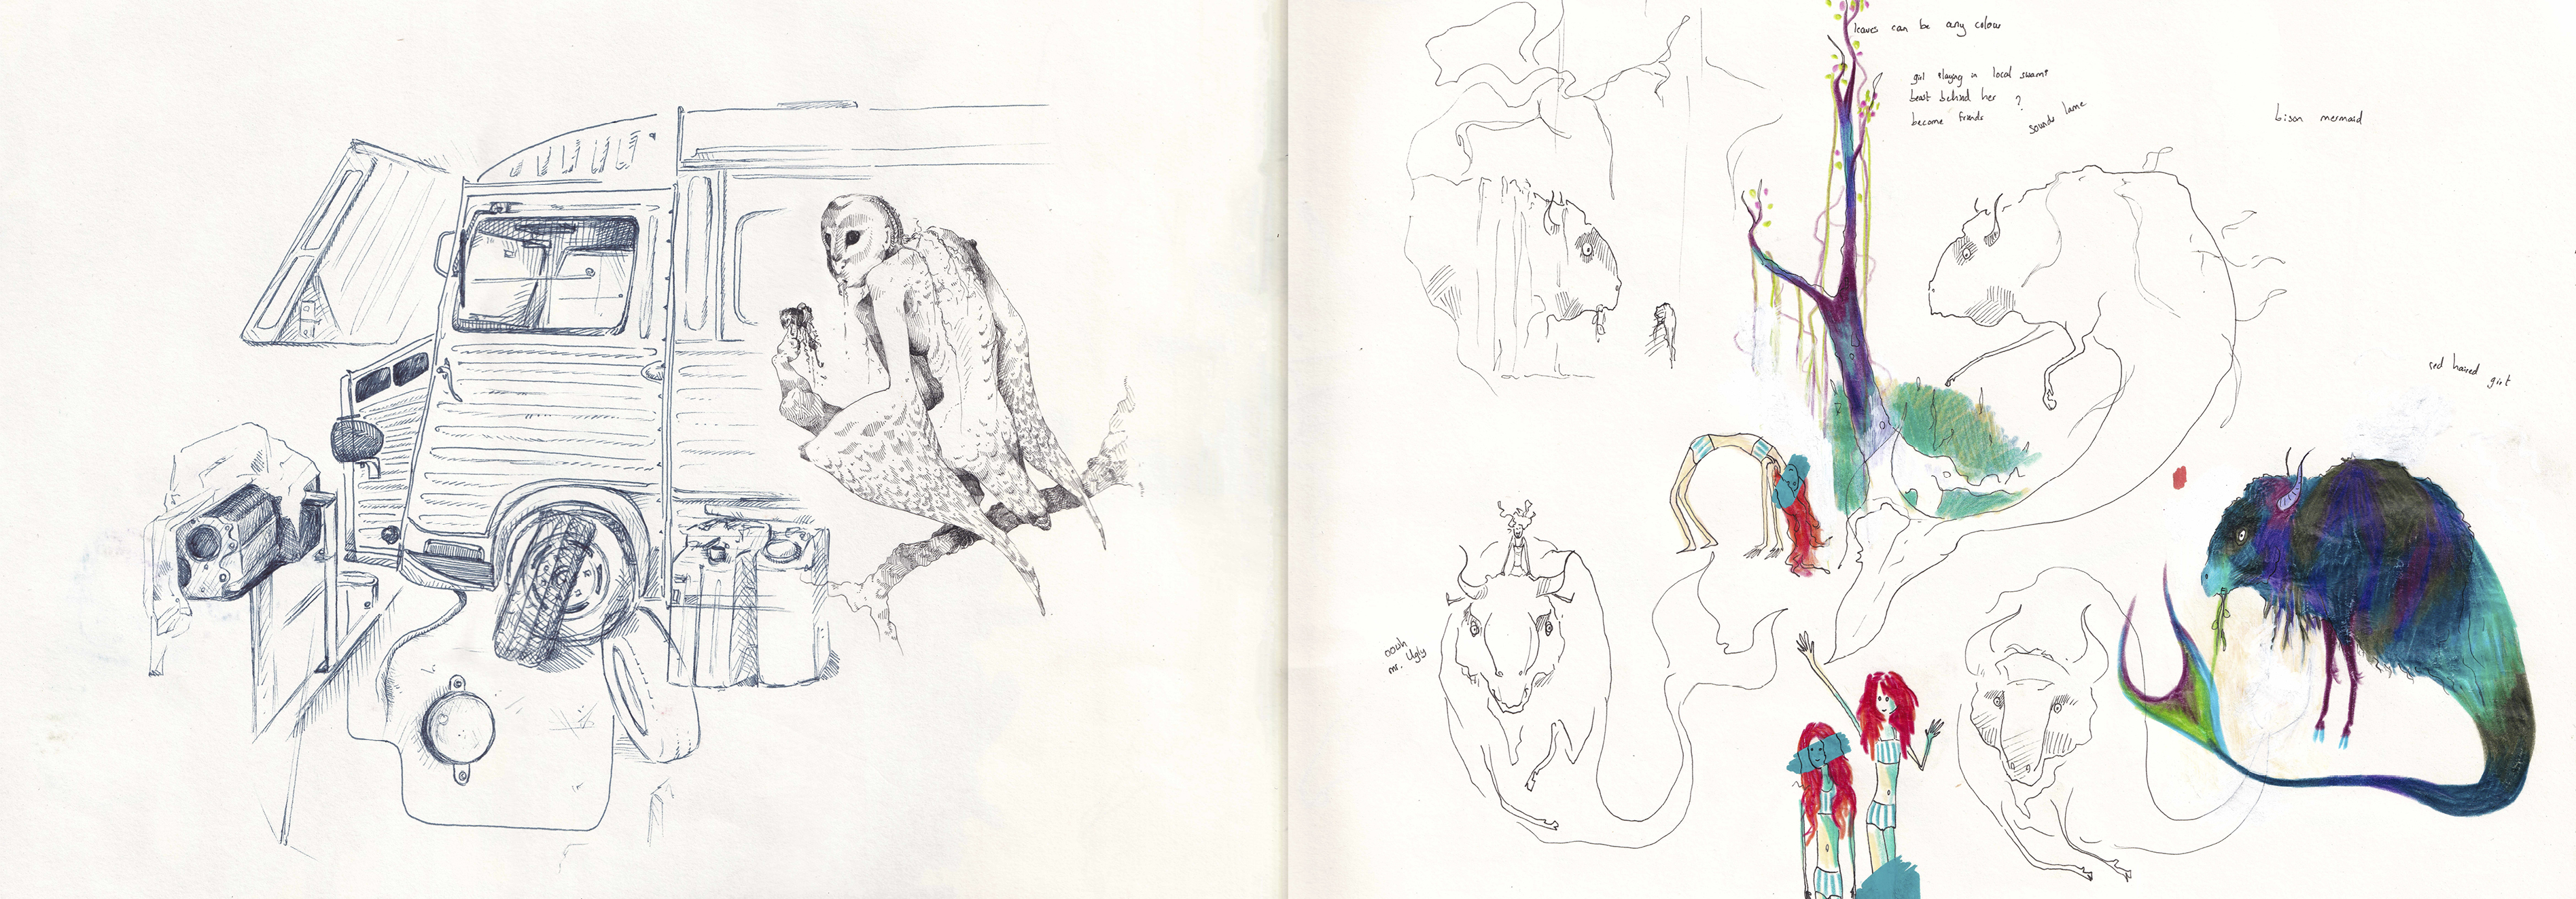 leaves can be any colour
girl playing in local swamp
beast behind her ?
become friends
sounds lame
bison mermaid
red haired girl
oouh
mr. Ugly